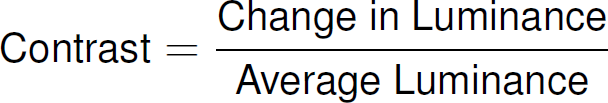 Change in Luminance
Contrast =
Average Luminance